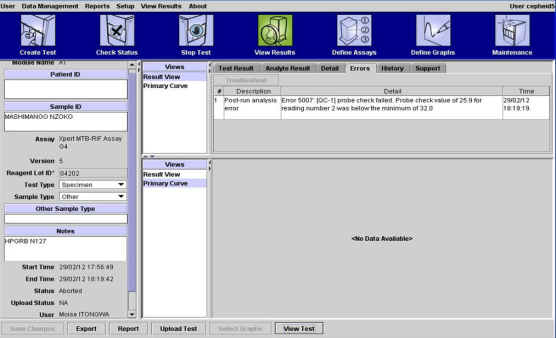 User Data Management Reports Setup View Results About User cepheid5
Create Test Check Status Stop Test View Results Define Assays Define Graphs Maintenance
Module Name A1
Patient ID
Sample ID
MASHIMANGO NZOKO
Assay Xpert MTB-RIF Assay G4
Version 5
Reagent Lot ID* 04202
Test Type Specimen
Sample Type Other
Other Sample Type
Notes
HPGRB N127
Start Time 29/02/12 17:56:49
End Time 29/02/12 18:19:42
Status Aborted
Upload Status NA
User Moise ITONGWA
Views
Result View
Primary Curve
Test Result Analyte Result Detail Errors History Support
Troubleshoot
# Description Detail Time
1 Post-run analysis error Error 5007: [QC-1] probe check failed. Probe check value of 25.9 for reading number 2 was below the minimum of 32.0 29/02/12 18:19:19
Views
Result View
Primary Curve
<No Data Available>
Save Changes Export Report Upload Test Select Graphs View Test